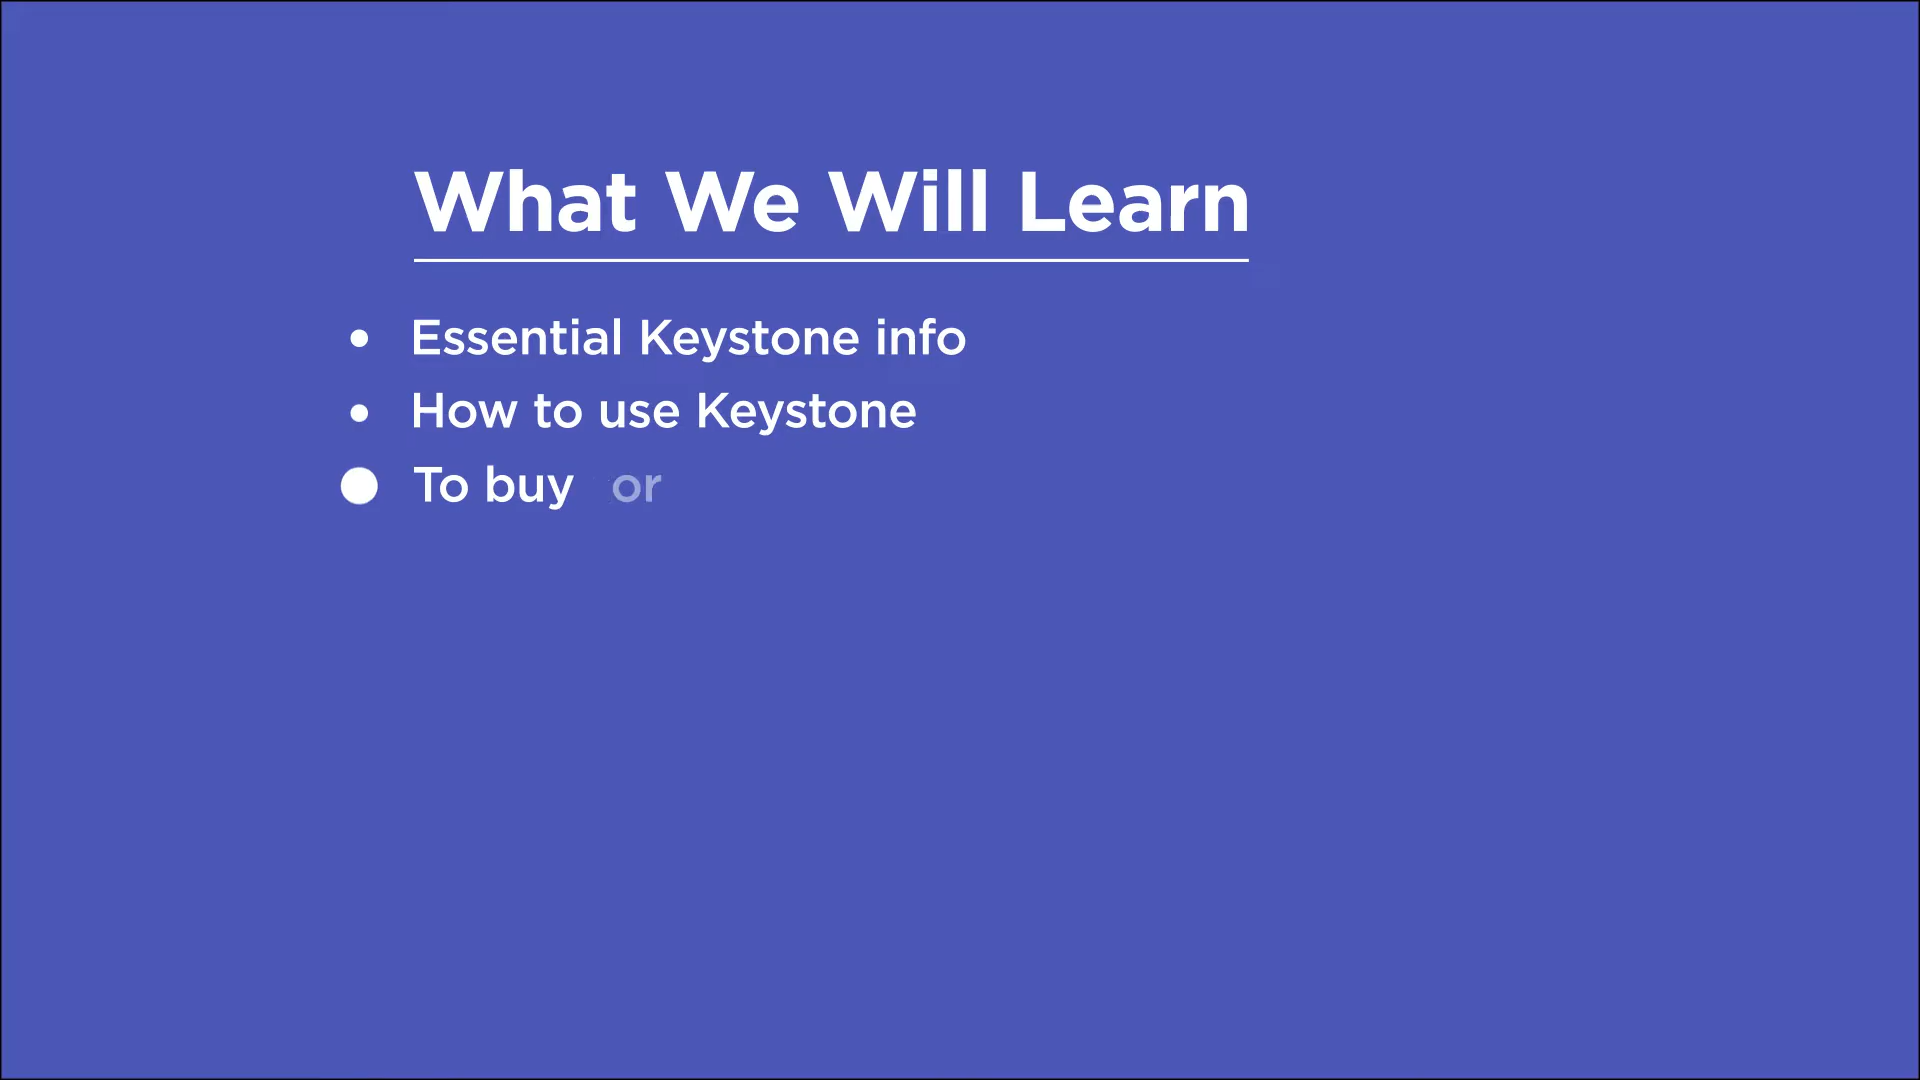 What We Will Learn
• Essential Keystone info
• How to use Keystone
• To buy or